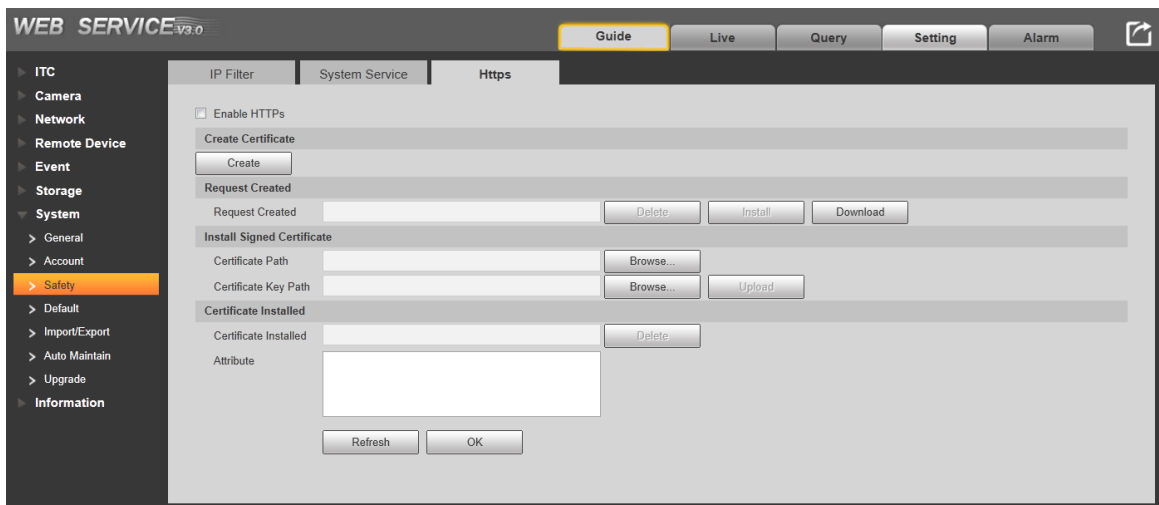 WEB SERVICE V3.0
Guide Live Query Setting Alarm
ITC
Camera
Network
Remote Device
Event
Storage
System
General
Account
Safety
Default
Import/Export
Auto Maintain
Upgrade
Information
IP Filter System Service Https
Enable HTTPs
Create Certificate
Create
Request Created
Request Created Delete Install Download
Install Signed Certificate
Certificate Path Browse...
Certificate Key Path Browse... Upload
Certificate Installed
Certificate Installed Delete
Attribute
Refresh OK